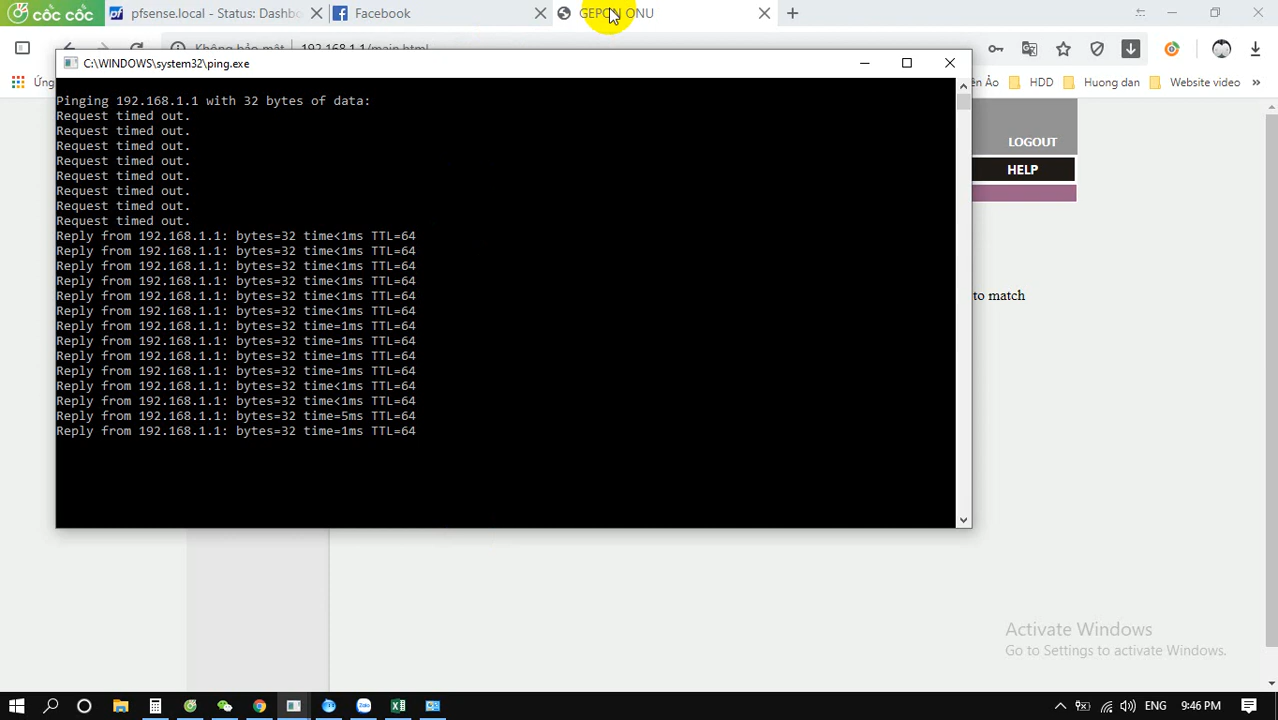 cốc cốc
pfsense.local - Status: Dashbo
Facebook
GEPON ONU
Không bảo mật
192.168.1.1/main.html
Ứng
ền Ảo
HDD
Huong dan
Website video
»
C:\WINDOWS\system32\ping.exe
Pinging 192.168.1.1 with 32 bytes of data:
Request timed out.
Request timed out.
Request timed out.
Request timed out.
Request timed out.
Request timed out.
Request timed out.
Request timed out.
Reply from 192.168.1.1: bytes=32 time<1ms TTL=64
Reply from 192.168.1.1: bytes=32 time<1ms TTL=64
Reply from 192.168.1.1: bytes=32 time<1ms TTL=64
Reply from 192.168.1.1: bytes=32 time<1ms TTL=64
Reply from 192.168.1.1: bytes=32 time<1ms TTL=64
Reply from 192.168.1.1: bytes=32 time<1ms TTL=64
Reply from 192.168.1.1: bytes=32 time=1ms TTL=64
Reply from 192.168.1.1: bytes=32 time=1ms TTL=64
Reply from 192.168.1.1: bytes=32 time=1ms TTL=64
Reply from 192.168.1.1: bytes=32 time=1ms TTL=64
Reply from 192.168.1.1: bytes=32 time<1ms TTL=64
Reply from 192.168.1.1: bytes=32 time<1ms TTL=64
Reply from 192.168.1.1: bytes=32 time=5ms TTL=64
Reply from 192.168.1.1: bytes=32 time=1ms TTL=64
LOGOUT
HELP
to match
Activate Windows
Go to Settings to activate Windows.
ENG
9:46 PM